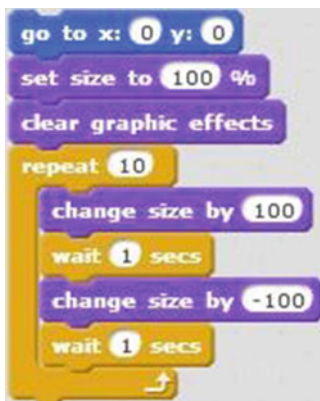 go to x: 0 y: 0
set size to 100 %
clear graphic effects
repeat 10
change size by 100
wait 1 secs
change size by -100
wait 1 secs